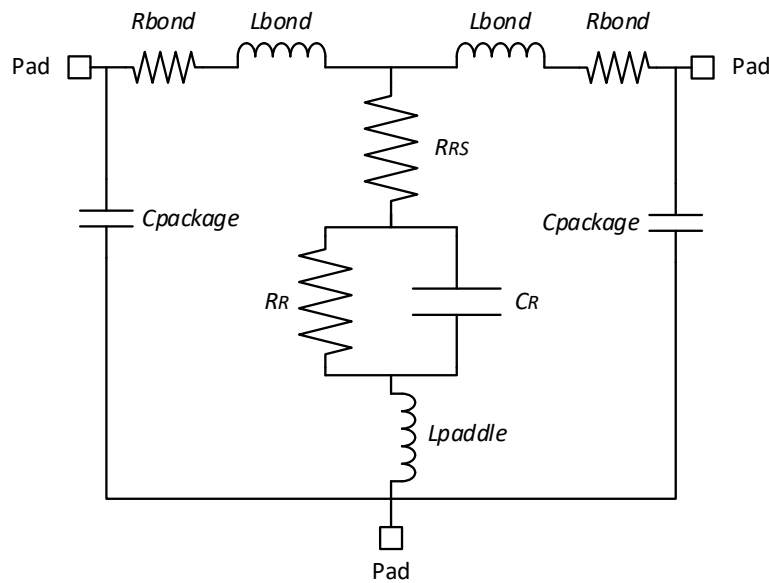 Rbond Lbond Lbond Rbond
Pad Pad
RRS
Cpackage Cpackage
RR CR
Lpaddle
Pad